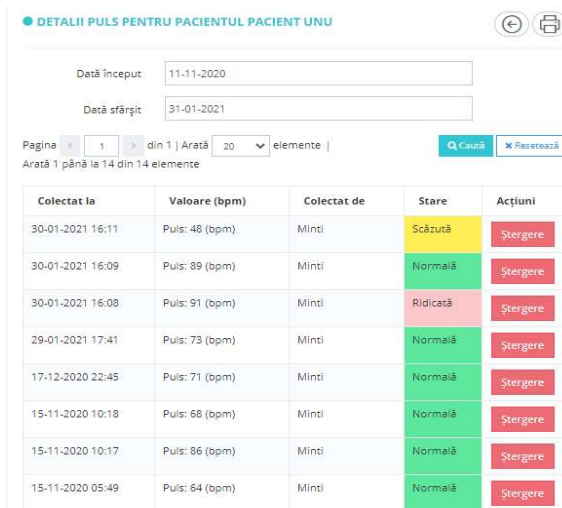 DETALII PULS PENTRU PACIENTUL PACIENT UNU
Dată început 11-11-2020
Dată sfârșit 31-01-2021
Pagina < 1 > din 1 | Arată 20 elemente | Caută × Resetează
Arată 1 până la 14 din 14 elemente
Colectat la Valoare (bpm) Colectat de Stare Acțiuni
30-01-2021 16:11 Puls: 48 (bpm) Minti Scăzută Ștergere
30-01-2021 16:09 Puls: 89 (bpm) Minti Normală Ștergere
30-01-2021 16:08 Puls: 91 (bpm) Minti Ridicată Ștergere
29-01-2021 17:41 Puls: 73 (bpm) Minti Normală Ștergere
17-12-2020 22:45 Puls: 71 (bpm) Minti Normală Ștergere
15-11-2020 10:18 Puls: 68 (bpm) Minti Normală Ștergere
15-11-2020 10:17 Puls: 86 (bpm) Minti Normală Ștergere
15-11-2020 05:49 Puls: 64 (bpm) Minti Normală Ștergere